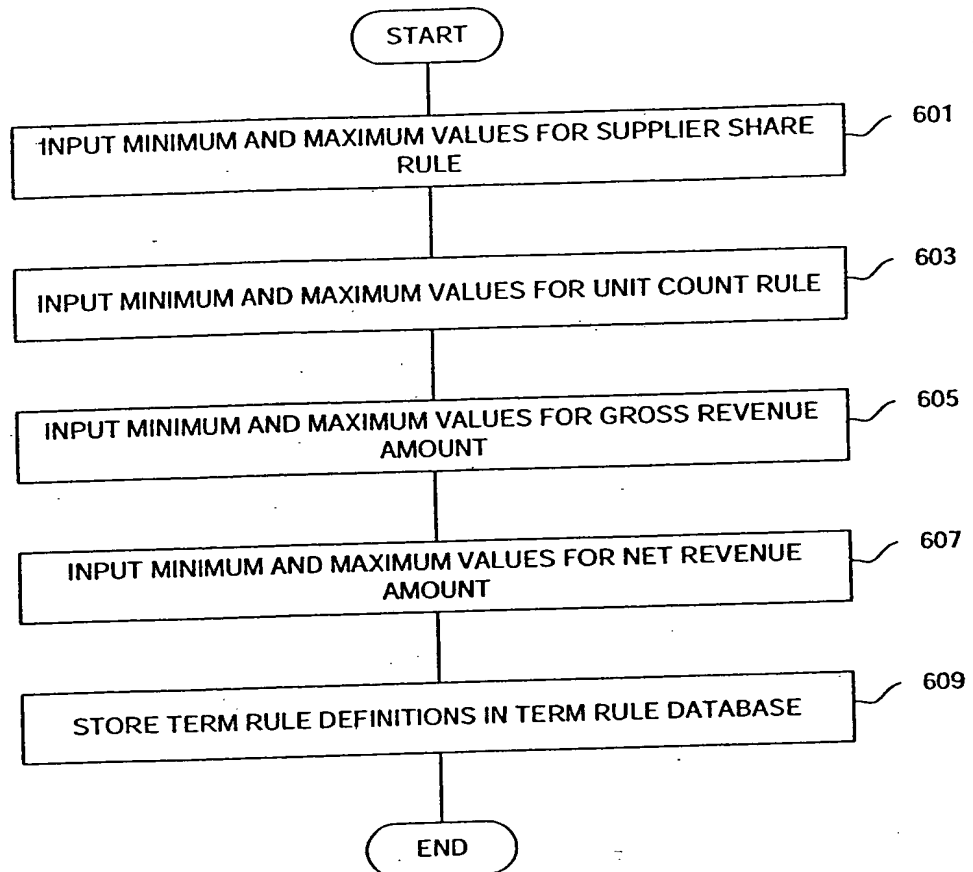 START
INPUT MINIMUM AND MAXIMUM VALUES FOR SUPPLIER SHARE
RULE
601
INPUT MINIMUM AND MAXIMUM VALUES FOR UNIT COUNT RULE
603
INPUT MINIMUM AND MAXIMUM VALUES FOR GROSS REVENUE
AMOUNT
605
INPUT MINIMUM AND MAXIMUM VALUES FOR NET REVENUE
AMOUNT
607
STORE TERM RULE DEFINITIONS IN TERM RULE DATABASE
609
END